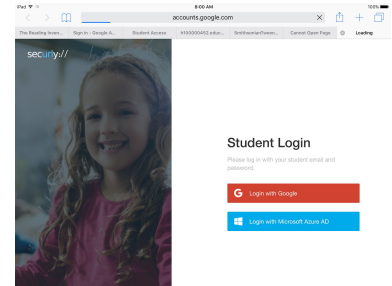 iPad
8:00 AM
100%
accounts.google.com
The Reading Inven...
Sign in - Google A...
Student Access
SmithsonianTween...
Cannot Open Page
Loading
securly://
Student Login
Please log in with your student email and
password.
Login with Google
Login with Microsoft Azure AD